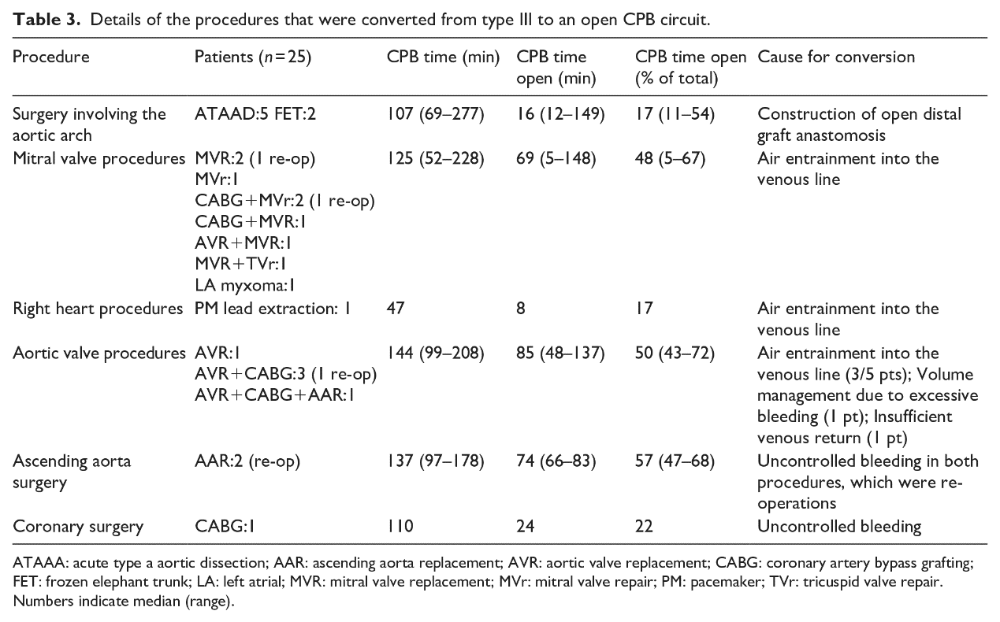 Table 3. Details of the procedures that were converted from type III to an open CPB circuit.
Procedure Patients (n=25) CPB time (min) CPB time open (min) CPB time open (% of total) Cause for conversion
Surgery involving the aortic arch ATAAD:5 FET:2 107 (69–277) 16 (12–149) 17 (11–54) Construction of open distal graft anastomosis
Mitral valve procedures MVR:2 (1 re-op) 125 (52–228) 69 (5–148) 48 (5–67) Air entrainment into the venous line
MVr:1
CABG+MVr:2 (1 re-op)
CABG+MVR:1
AVR+MVR:1
MVR+TVr:1
LA myxoma:1
Right heart procedures PM lead extraction: 1 47 8 17 Air entrainment into the venous line
Aortic valve procedures AVR:1 144 (99–208) 85 (48–137) 50 (43–72) Air entrainment into the venous line (3/5 pts); Volume management due to excessive bleeding (1 pt); Insufficient venous return (1 pt)
AVR+CABG:3 (1 re-op)
AVR+CABG+AAR:1
Ascending aorta surgery AAR:2 (re-op) 137 (97–178) 74 (66–83) 57 (47–68) Uncontrolled bleeding in both procedures, which were re-operations
Coronary surgery CABG:1 110 24 22 Uncontrolled bleeding
ATAAA: acute type a aortic dissection; AAR: ascending aorta replacement; AVR: aortic valve replacement; CABG: coronary artery bypass grafting;
FET: frozen elephant trunk; LA: left atrial; MVR: mitral valve replacement; MVr: mitral valve repair; PM: pacemaker; TVr: tricuspid valve repair.
Numbers indicate median (range).